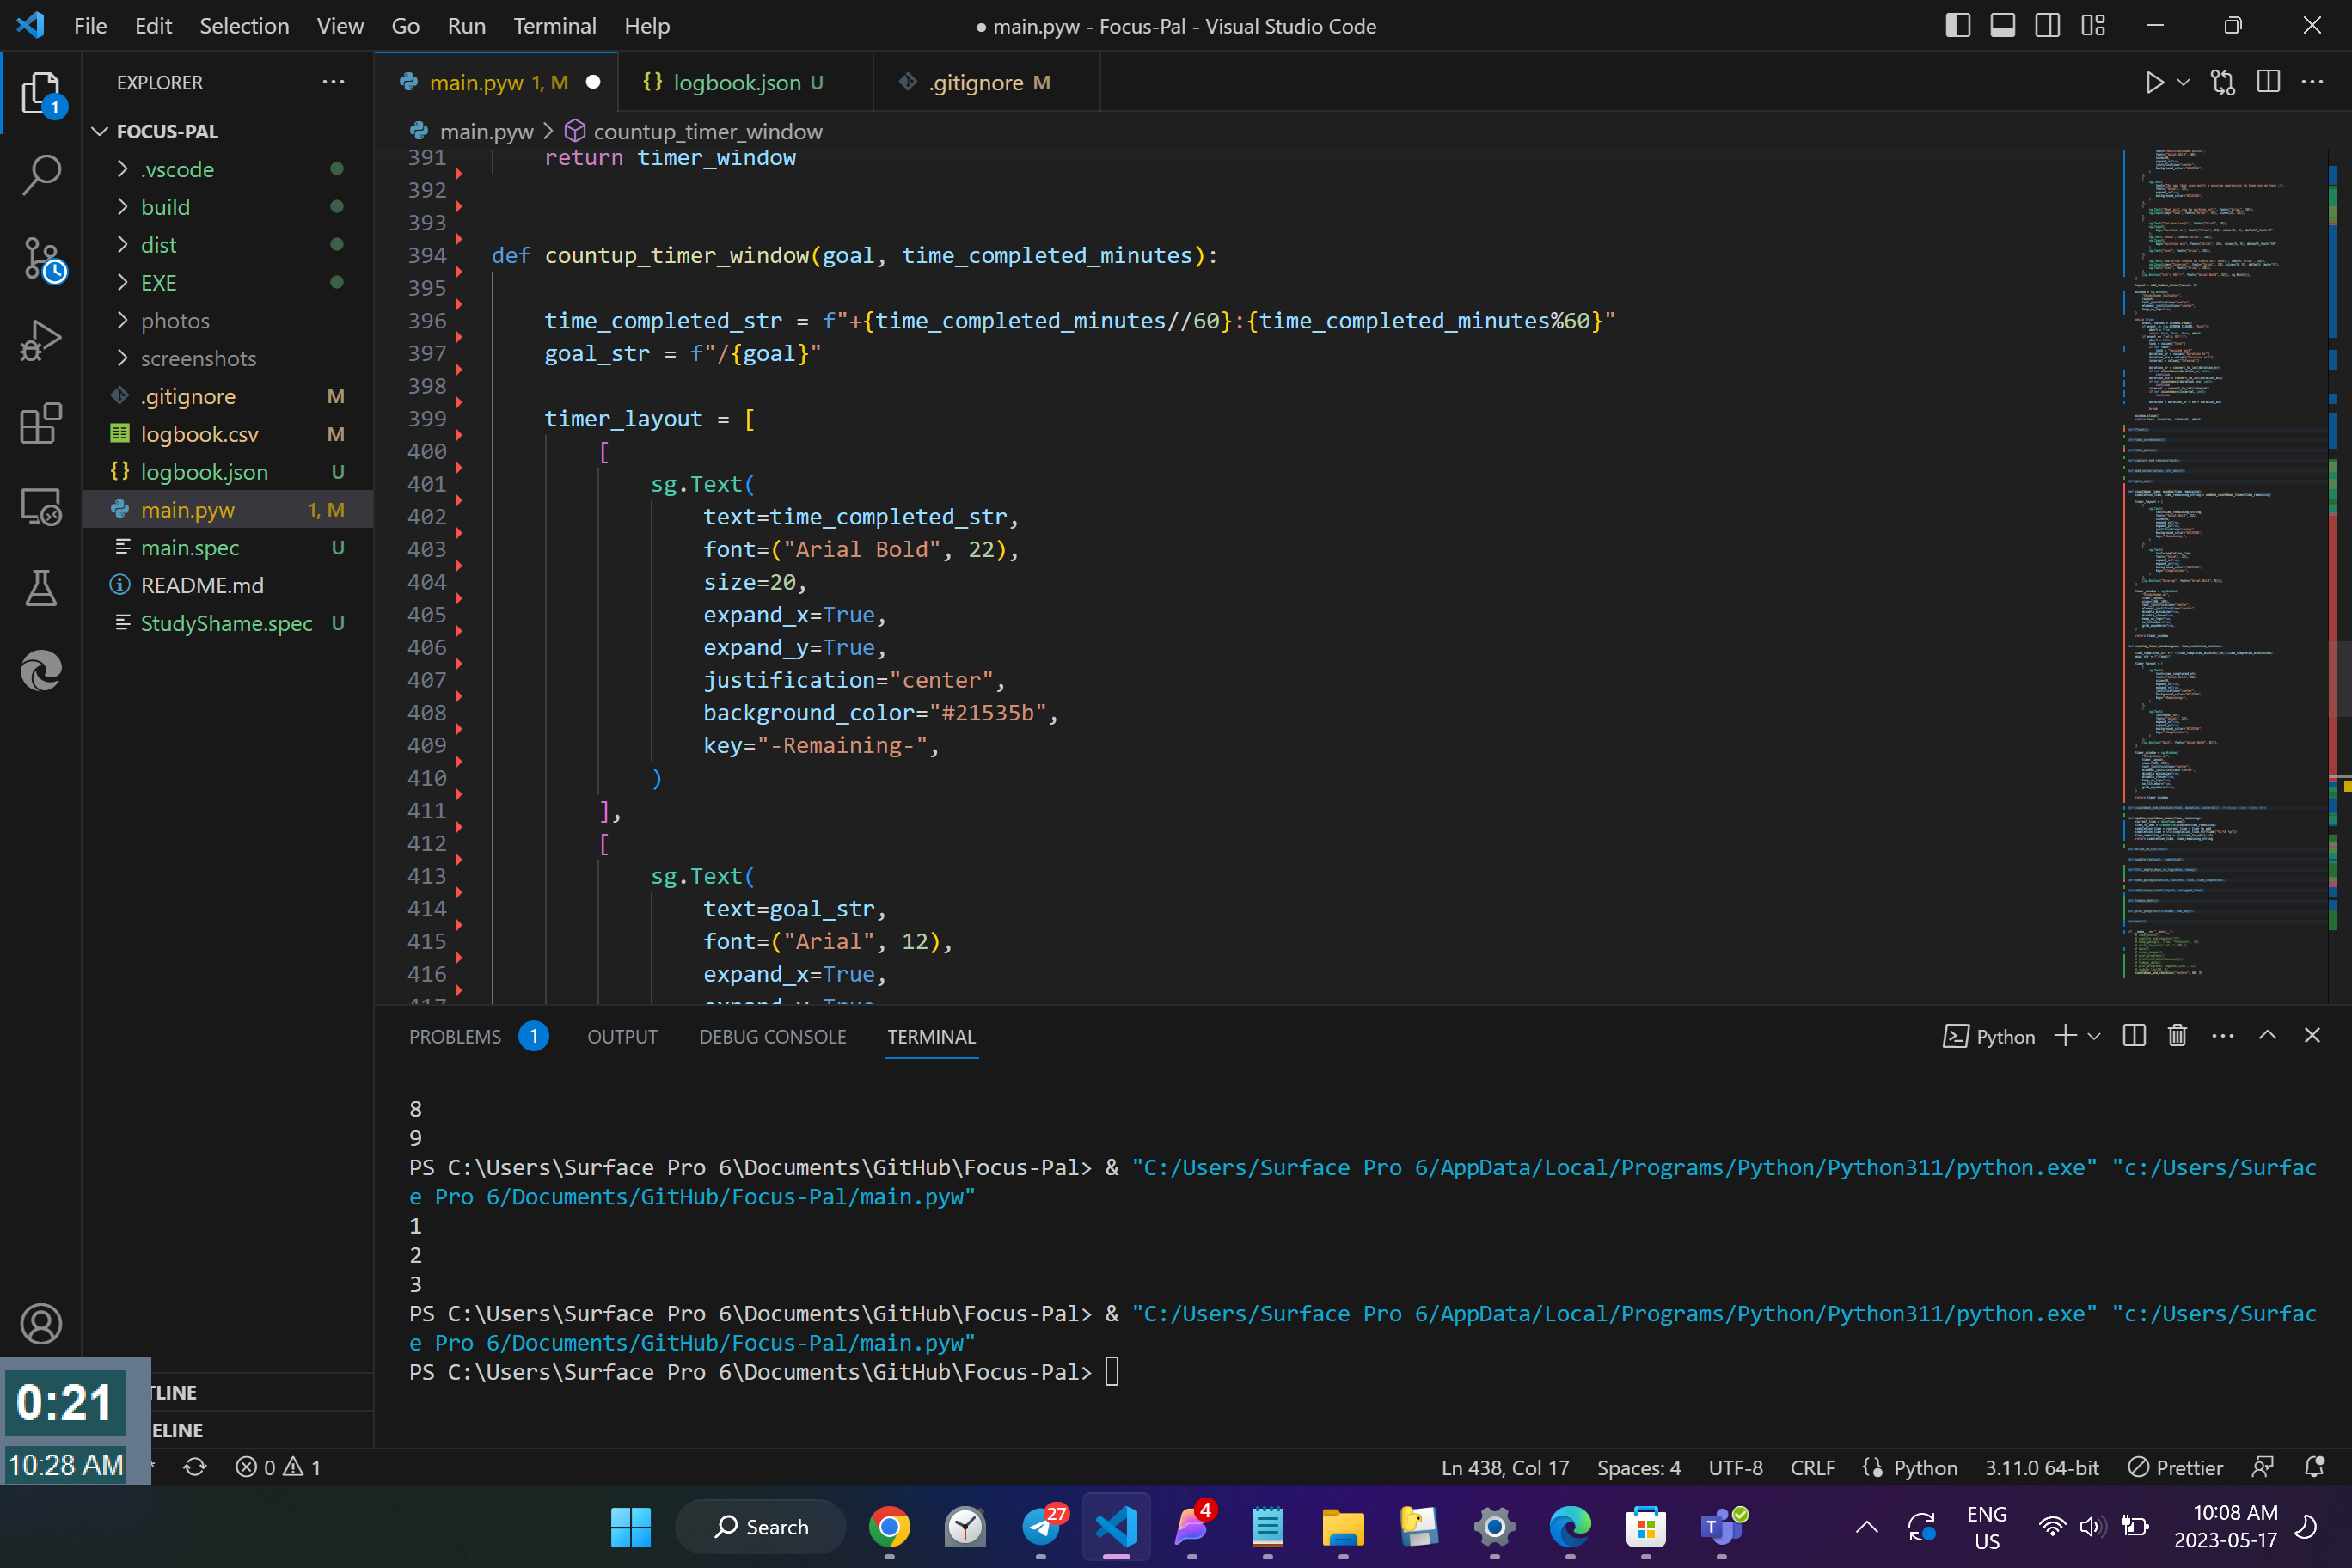 File Edit Selection View Go Run Terminal Help
● main.pyw - Focus-Pal - Visual Studio Code
EXPLORER
main.pyw 1, M
logbook.json U
.gitignore M
FOCUS-PAL
main.pyw > countup_timer_window
.vscode
build
dist
EXE
photos
screenshots
.gitignore M
logbook.csv M
logbook.json U
main.pyw 1, M
main.spec U
README.md
StudyShame.spec U
391 return timer_window
392
393
394 def countup_timer_window(goal, time_completed_minutes):
395
396 time_completed_str = f"+{time_completed_minutes//60}:{time_completed_minutes%60}"
397 goal_str = f"/{goal}"
398
399 timer_layout = [
400 [
401 sg.Text(
402 text=time_completed_str,
403 font=("Arial Bold", 22),
404 size=20,
405 expand_x=True,
406 expand_y=True,
407 justification="center",
408 background_color="#21535b",
409 key="-Remaining-",
410 )
411 ],
412 [
413 sg.Text(
414 text=goal_str,
415 font=("Arial", 12),
416 expand_x=True,
417 expand_y=True
PROBLEMS 1 OUTPUT DEBUG CONSOLE TERMINAL
Python
8
9
PS C:\Users\Surface Pro 6\Documents\GitHub\Focus-Pal> & "C:/Users/Surface Pro 6/AppData/Local/Programs/Python/Python311/python.exe" "c:/Users/Surfac
e Pro 6/Documents/GitHub/Focus-Pal/main.pyw"
1
2
3
PS C:\Users\Surface Pro 6\Documents\GitHub\Focus-Pal> & "C:/Users/Surface Pro 6/AppData/Local/Programs/Python/Python311/python.exe" "c:/Users/Surfac
e Pro 6/Documents/GitHub/Focus-Pal/main.pyw"
PS C:\Users\Surface Pro 6\Documents\GitHub\Focus-Pal>
TLINE
ELINE
0:21
10:28 AM
0 1
Ln 438, Col 17 Spaces: 4 UTF-8 CRLF Python 3.11.0 64-bit Prettier
Search
27
4
ENG
US
10:08 AM
2023-05-17